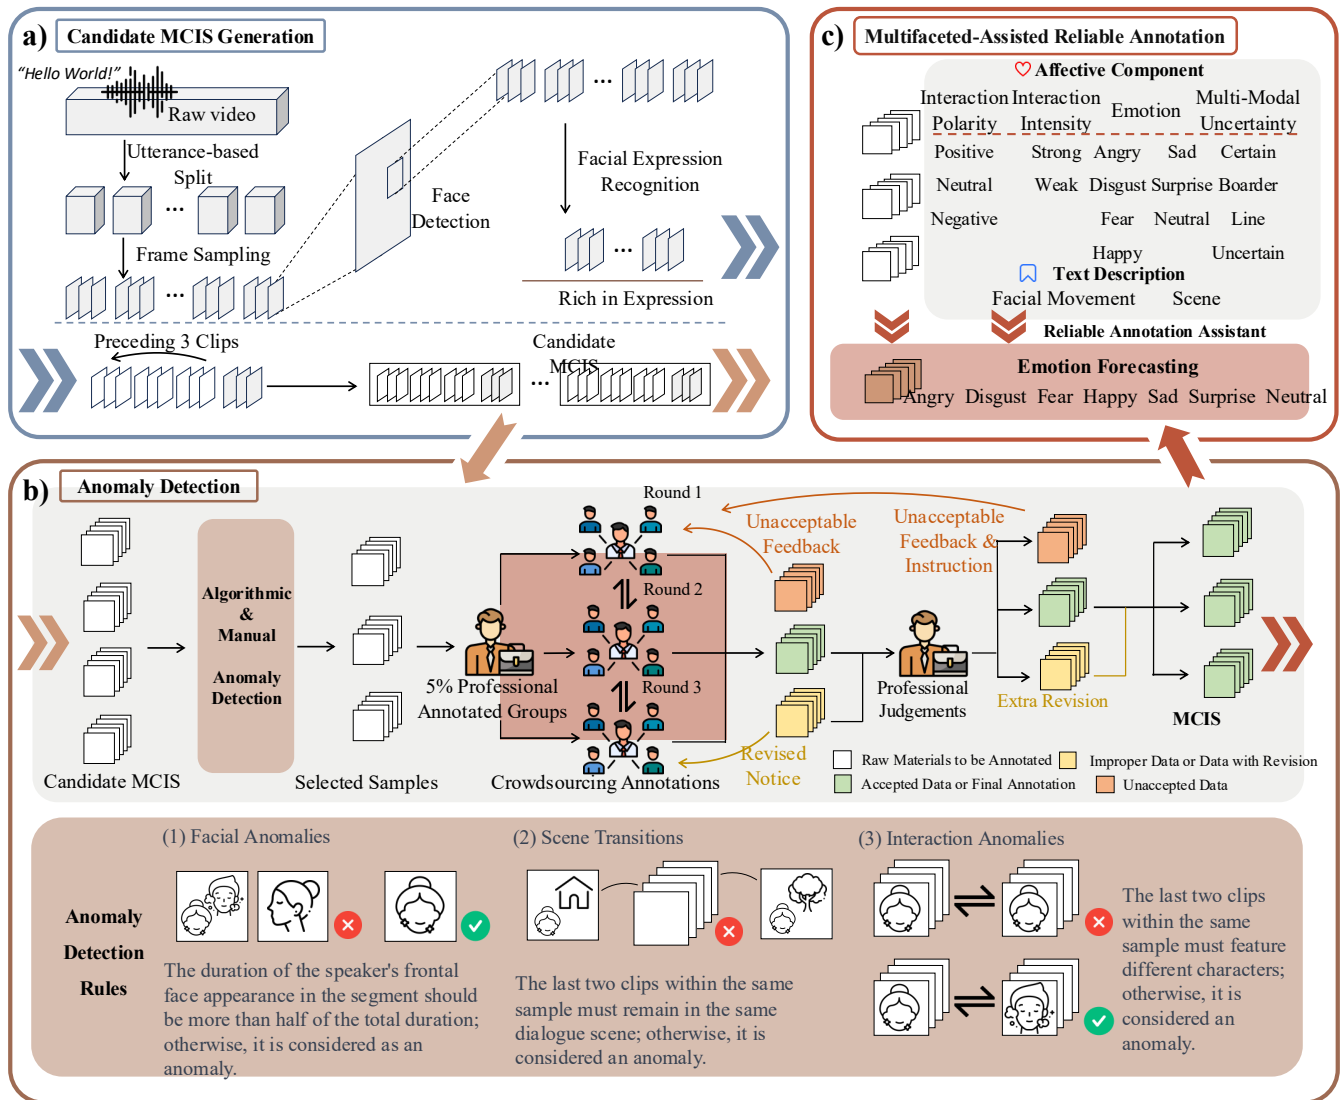 a)
Candidate MCIS Generation
“Hello World!”
Raw video
Utterance-based
Split
...
Frame Sampling
...
Face
Detection
...
Facial Expression
Recognition
...
Rich in Expression
Preceding 3 Clips
Candidate
MCIS
...
c)
Multifaceted-Assisted Reliable Annotation
Affective Component
Interaction
Polarity
Interaction
Intensity
Emotion
Multi-Modal
Uncertainty
Positive
Strong
Angry
Sad
Certain
Neutral
Weak
Disgust
Surprise
Boarder
Negative
Fear
Neutral
Line
Happy
Uncertain
Text Description
Facial Movement
Scene
Reliable Annotation Assistant
Emotion Forecasting
Angry Disgust Fear Happy Sad Surprise Neutral
b)
Anomaly Detection
Candidate MCIS
Algorithmic
&
Manual
Anomaly
Detection
Selected Samples
5% Professional
Annotated Groups
Round 1
Round 2
Round 3
Crowdsourcing Annotations
Unacceptable
Feedback
Revised
Notice
Professional
Judgements
Unacceptable
Feedback &
Instruction
Extra Revision
MCIS
Raw Materials to be Annotated
Improper Data or Data with Revision
Accepted Data or Final Annotation
Unaccepted Data
Anomaly
Detection
Rules
(1) Facial Anomalies
The duration of the speaker's frontal
face appearance in the segment should
be more than half of the total duration;
otherwise, it is considered as an
anomaly.
(2) Scene Transitions
The last two clips within the same
sample must remain in the same
dialogue scene; otherwise, it is
considered an anomaly.
(3) Interaction Anomalies
The last two clips
within the same
sample must feature
different characters;
otherwise, it is
considered an
anomaly.